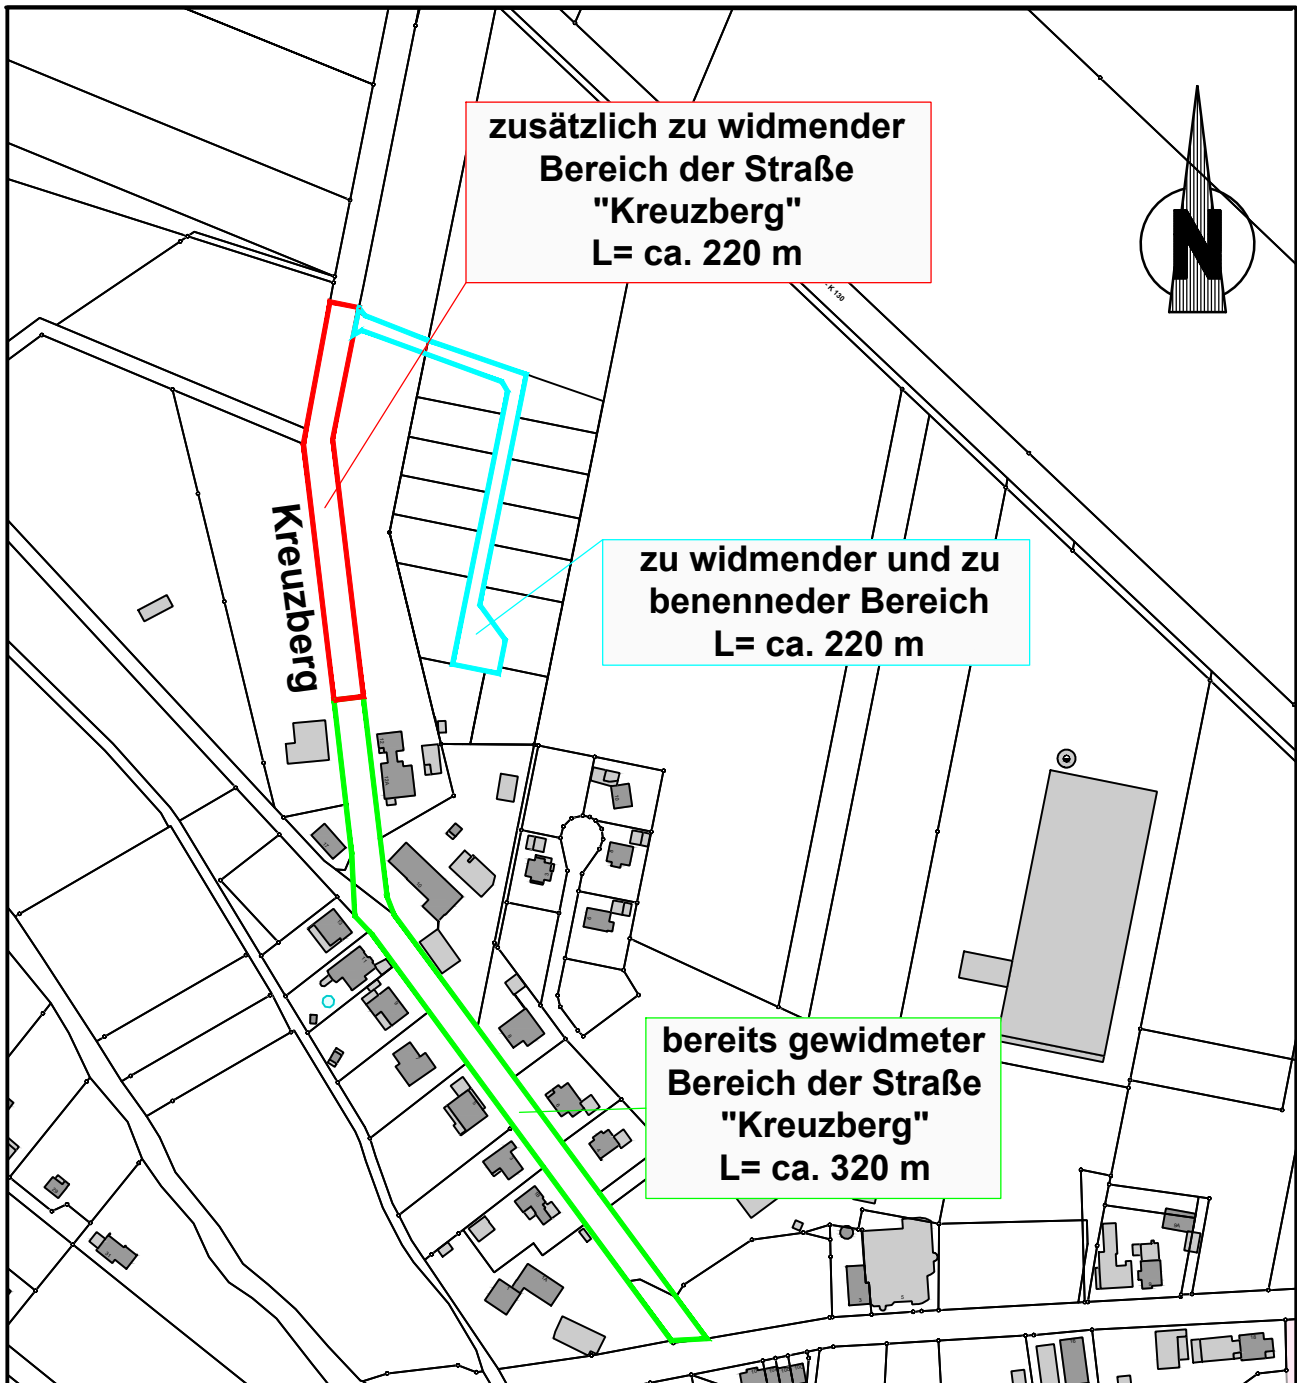 zusätzlich zu widmender
Bereich der Straße
"Kreuzberg"
L= ca. 220 m
N
K 130
Kreuzberg
zu widmender und zu
benenneder Bereich
L= ca. 220 m
bereits gewidmeter
Bereich der Straße
"Kreuzberg"
L= ca. 320 m